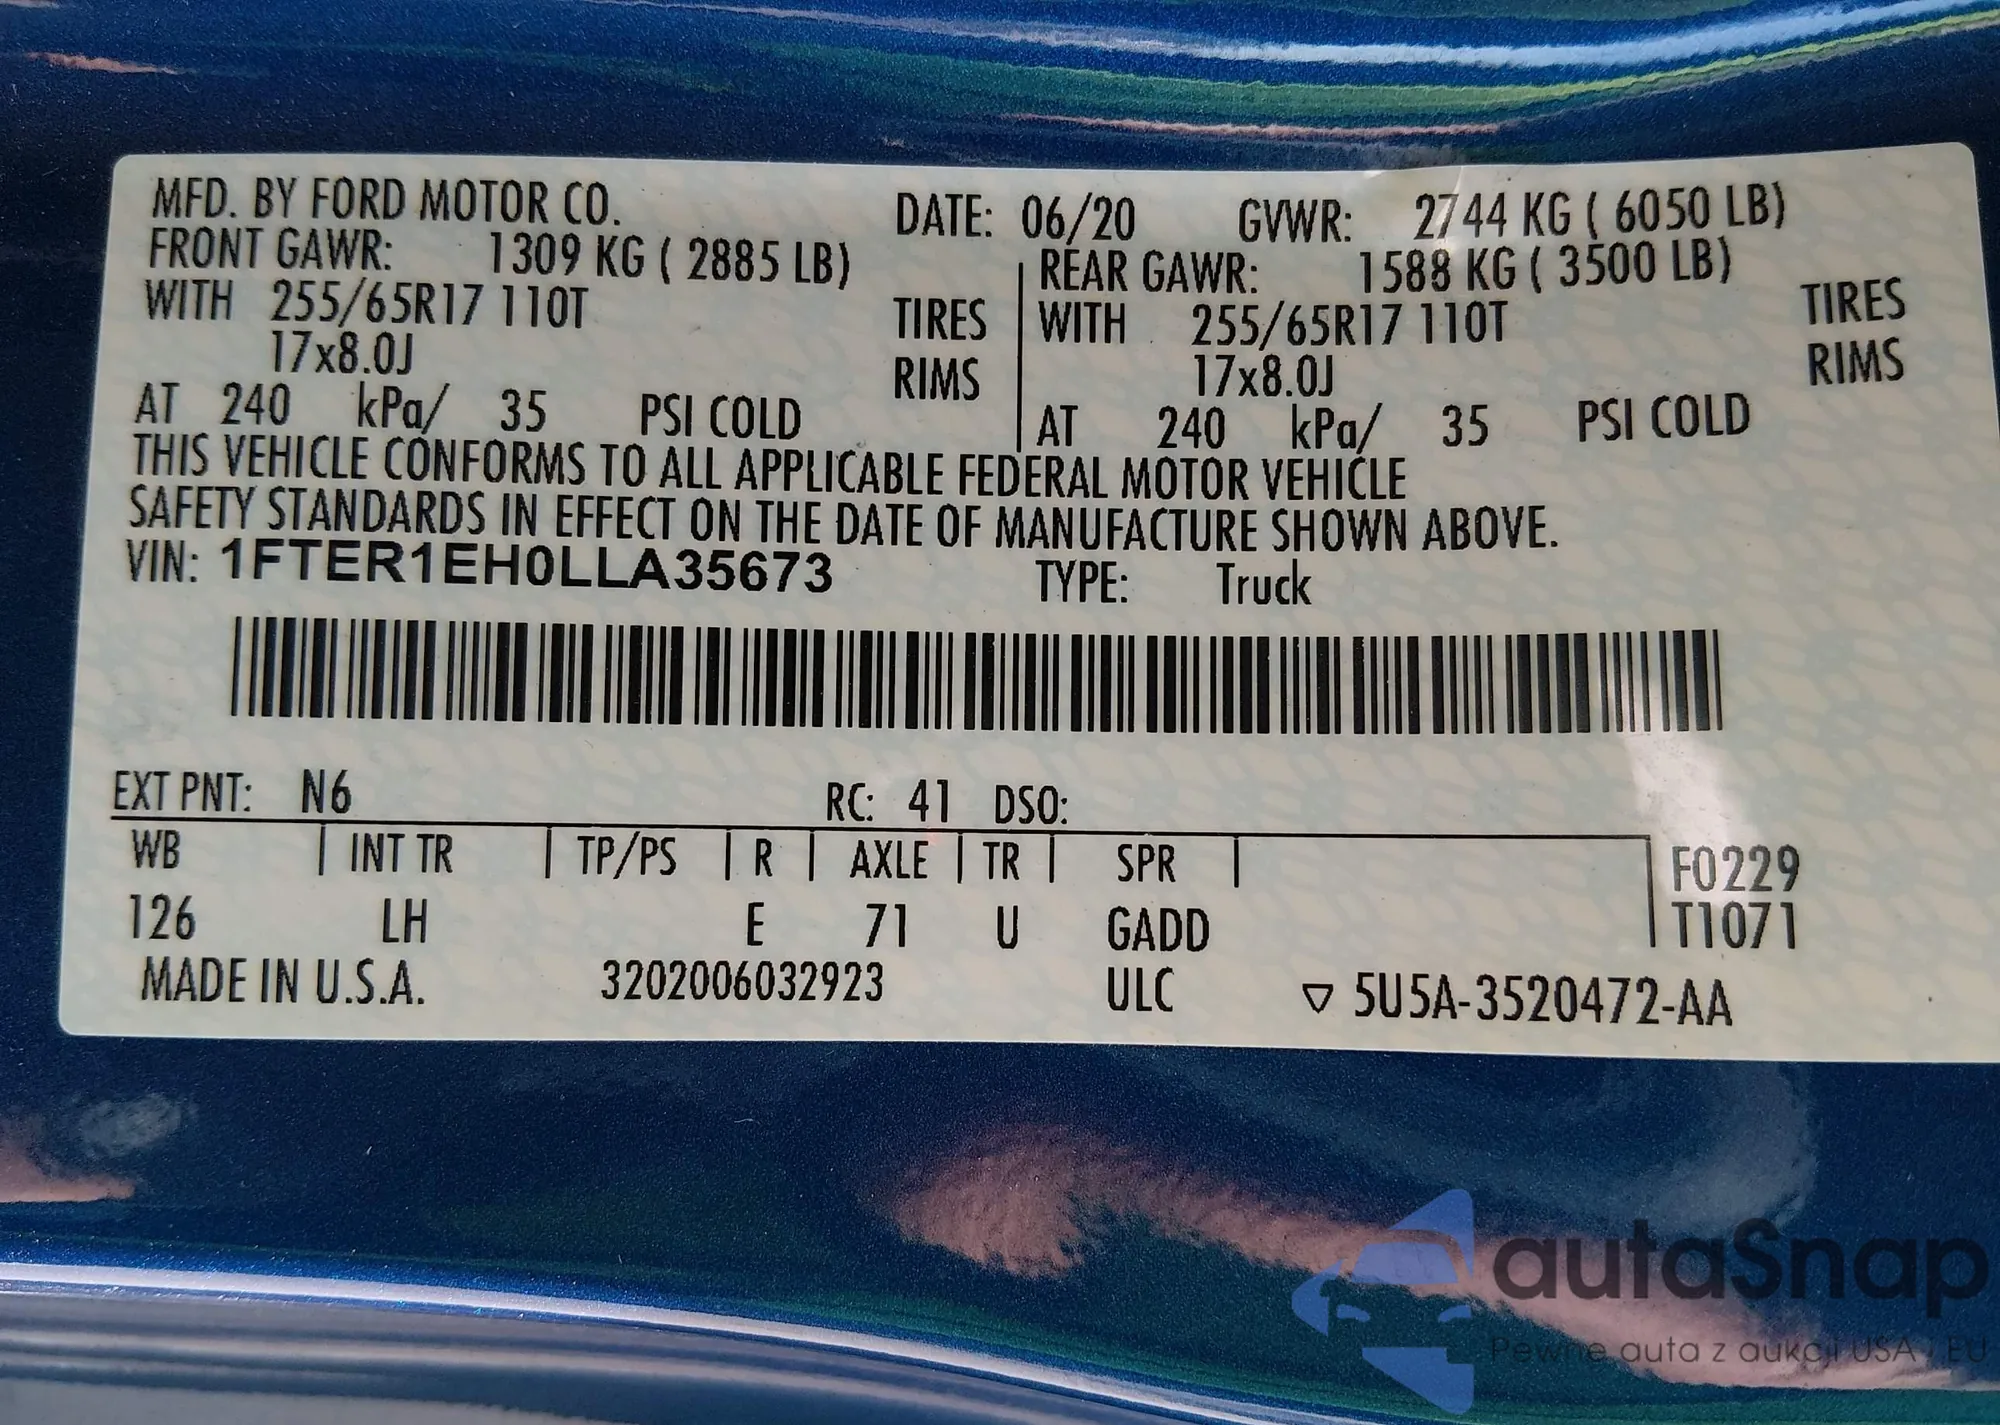 MFD. BY FORD MOTOR CO. DATE: 06/20 GVWR: 2744 KG ( 6050 LB)
FRONT GAWR: 1309 KG ( 2885 LB) REAR GAWR: 1588 KG ( 3500 LB)
WITH 255/65R17 110T TIRES WITH 255/65R17 110T TIRES
17x8.0J RIMS 17x8.0J RIMS
AT 240 kPa/ 35 PSI COLD AT 240 kPa/ 35 PSI COLD
THIS VEHICLE CONFORMS TO ALL APPLICABLE FEDERAL MOTOR VEHICLE
SAFETY STANDARDS IN EFFECT ON THE DATE OF MANUFACTURE SHOWN ABOVE.
VIN: 1FTER1EH0LLA35673 TYPE: Truck
EXT PNT: N6 RC: 41 DSO:
WB INT TR TP/PS R AXLE TR SPR F0229
126 LH E 71 U GADD T1071
MADE IN U.S.A. 3202006032923 ULC 5U5A-3520472-AA
autaSnap
Pewne auta z aukcji USA / EU